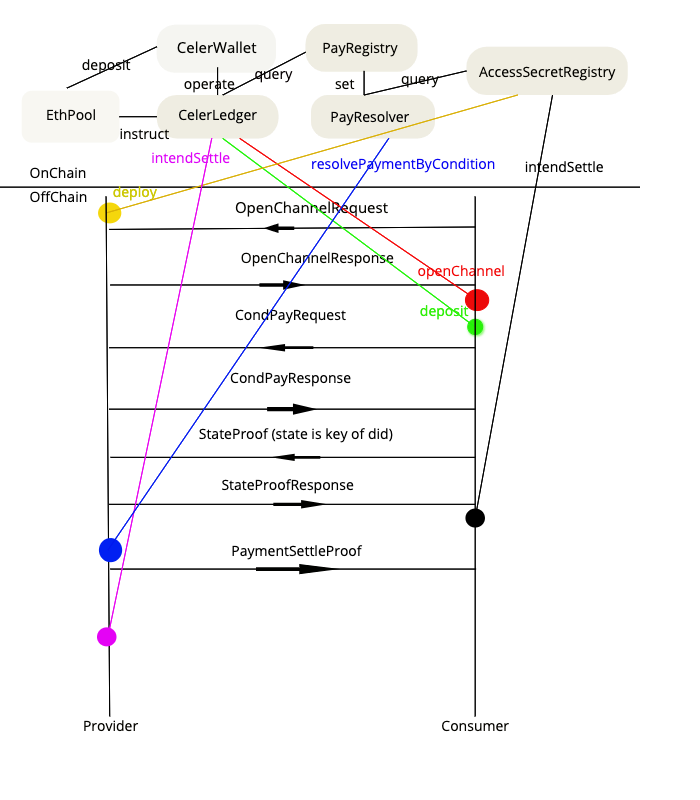 CelerWallet
PayRegistry
deposit
AccessSecretRegistry
query
operate
set
query
EthPool
CelerLedger
PayResolver
instruct
intendSettle
resolvePaymentByCondition
intendSettle
OnChain
OffChain
deploy
OpenChannelRequest
OpenChannelResponse
openChannel
deposit
CondPayRequest
CondPayResponse
StateProof (state is key of did)
StateProofResponse
PaymentSettleProof
Provider
Consumer